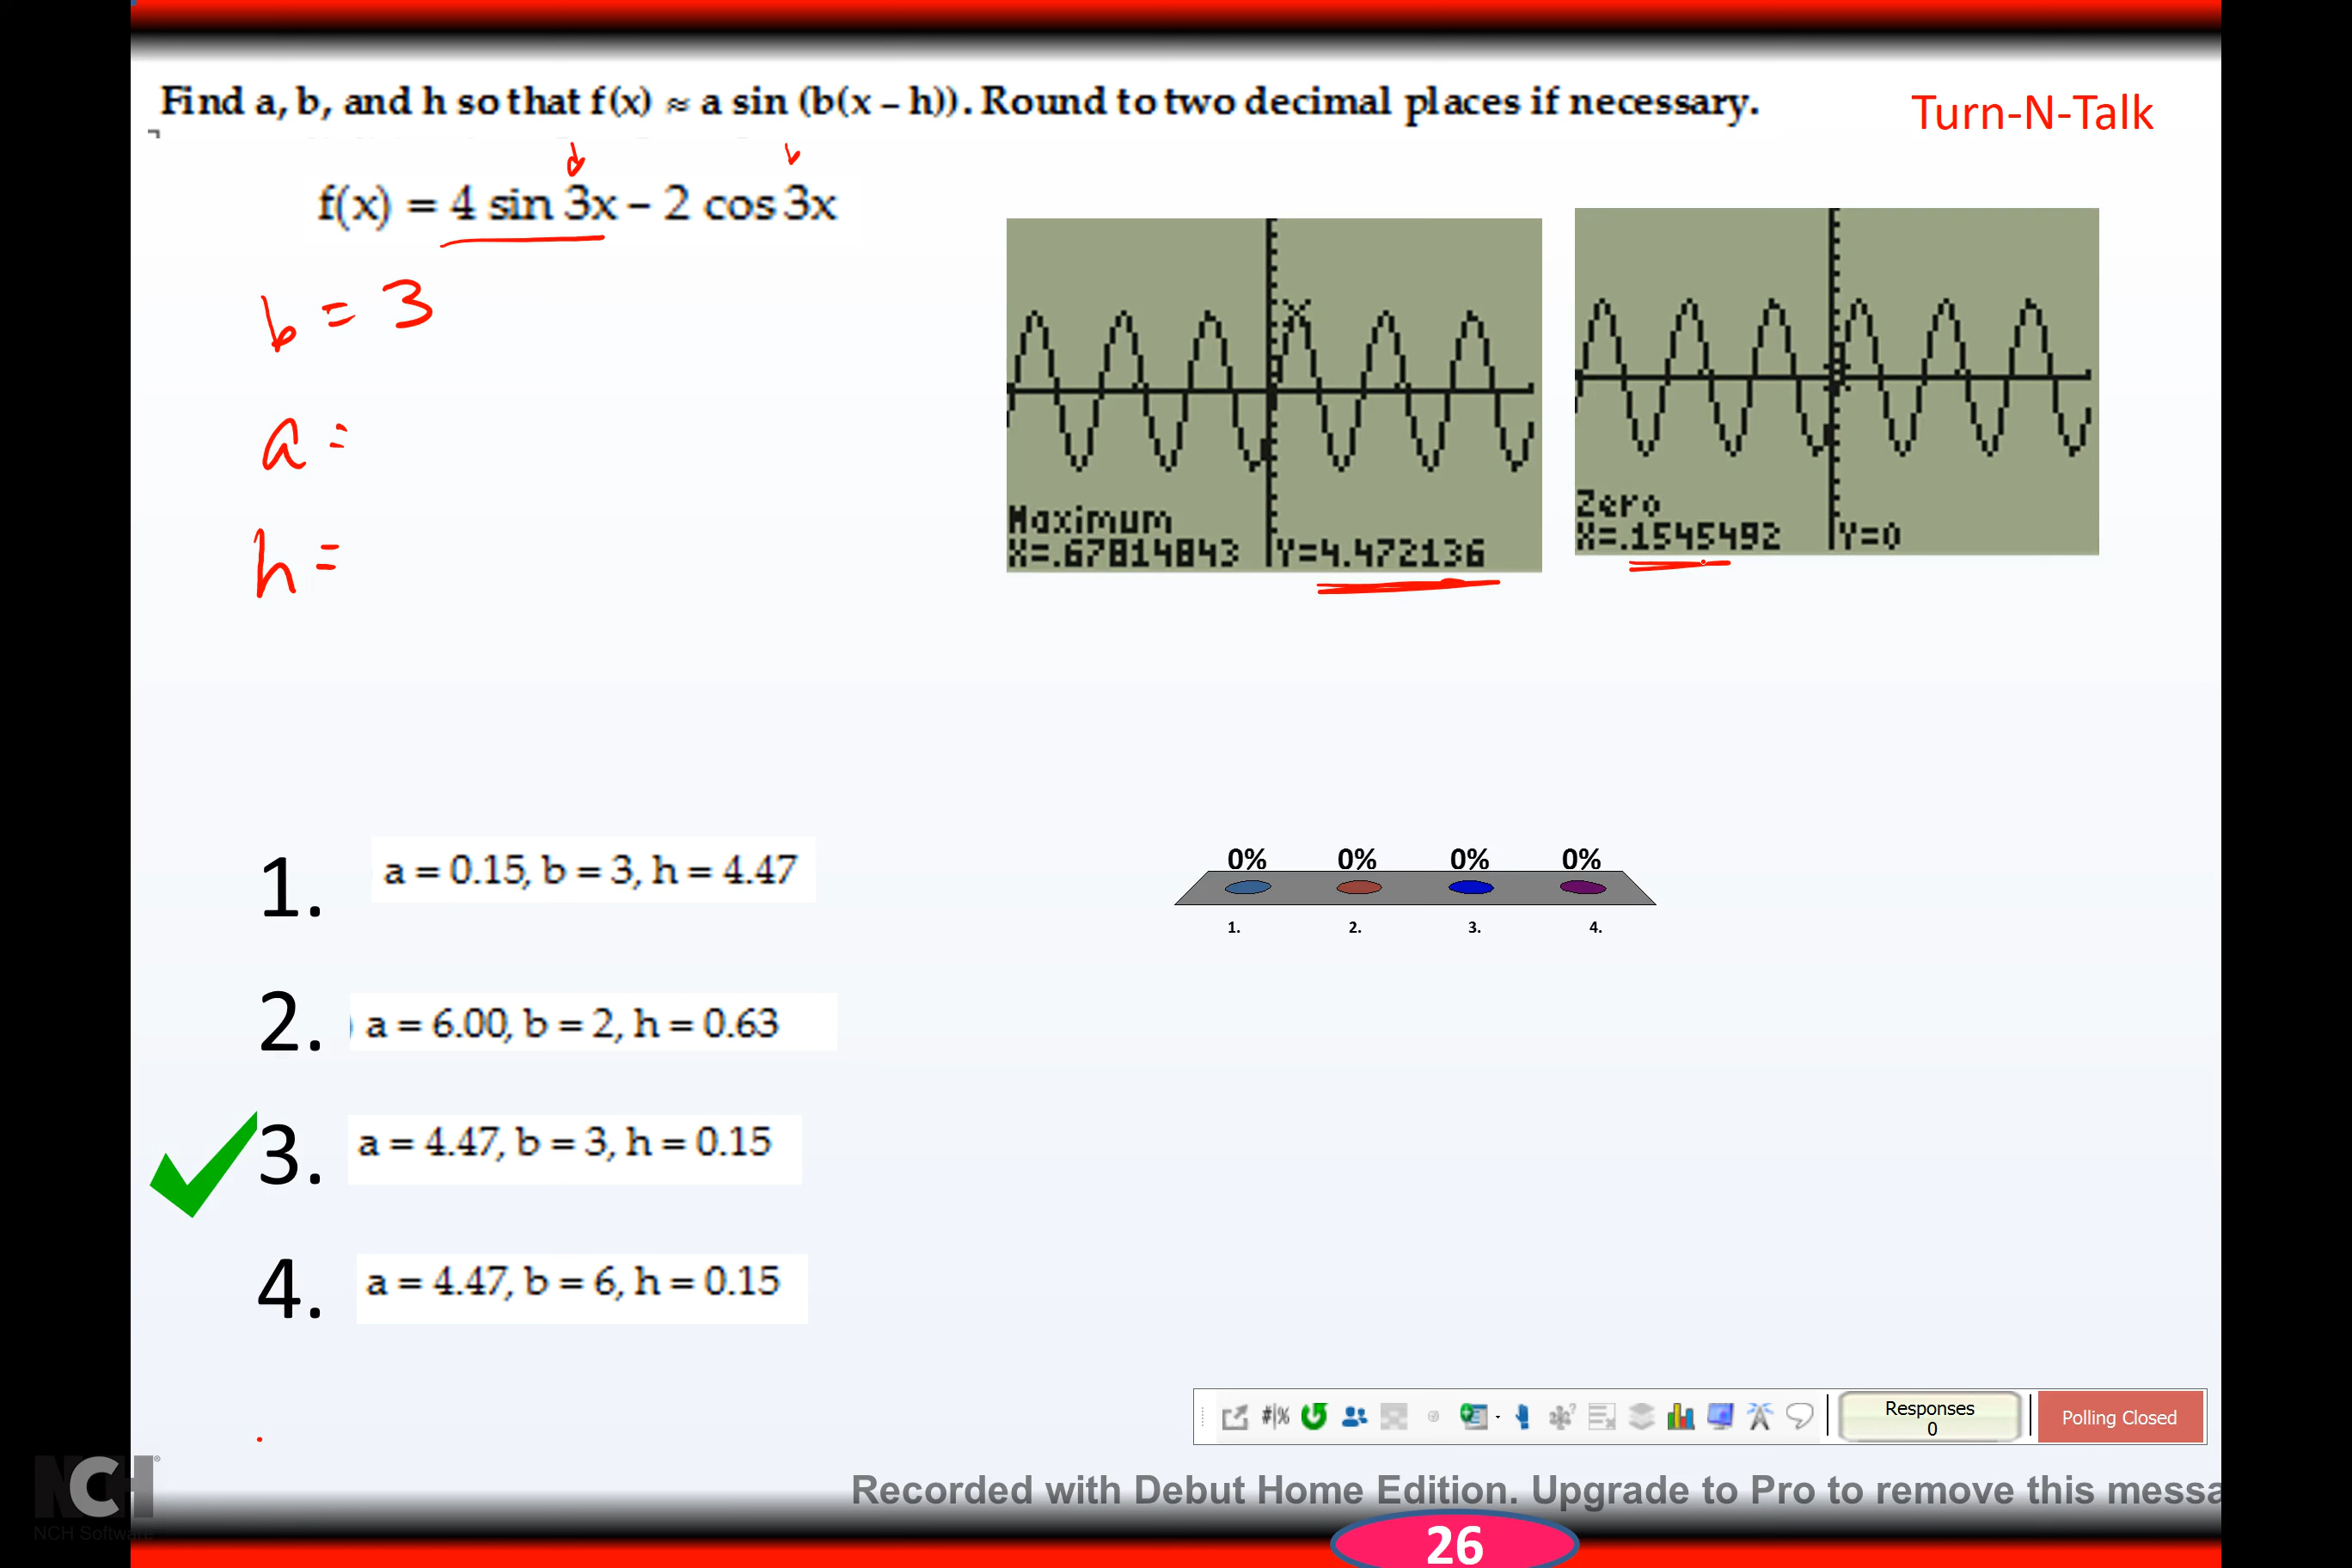 Find a, b, and h so that f(x) ≈ a sin (b(x – h)). Round to two decimal places if necessary.
Turn-N-Talk
f(x) = 4 sin 3x – 2 cos 3x
b = 3
a =
h =
Maximum
X=.67814843 Y=4.472136
Zero
X=.1545492 Y=0
1. a = 0.15, b = 3, h = 4.47
2. a = 6.00, b = 2, h = 0.63
3. a = 4.47, b = 3, h = 0.15
4. a = 4.47, b = 6, h = 0.15
0% 0% 0% 0%
1. 2. 3. 4.
#|%
Responses
0
Polling Closed
NCH
NCH Software
Recorded with Debut Home Edition. Upgrade to Pro to remove this messa
26